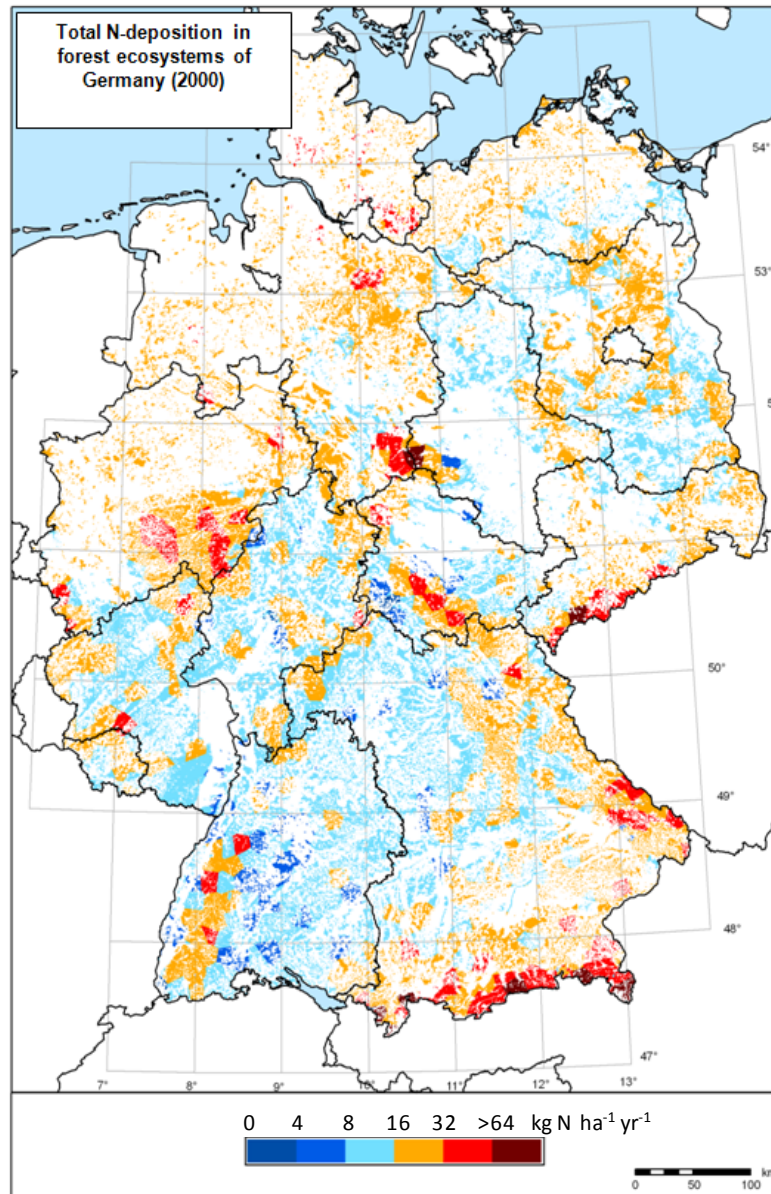 Total N-deposition in
forest ecosystems of
Germany (2000)
54°
53°
50°
49°
48°
47°
7° 8° 9° 10° 11° 12° 13°
0 4 8 16 32 >64 kg N ha⁻¹ yr⁻¹
0 50 100